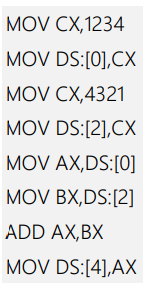 MOV CX,1234
MOV DS:[0],CX
MOV CX,4321
MOV DS:[2],CX
MOV AX,DS:[0]
MOV BX,DS:[2]
ADD AX,BX
MOV DS:[4],AX